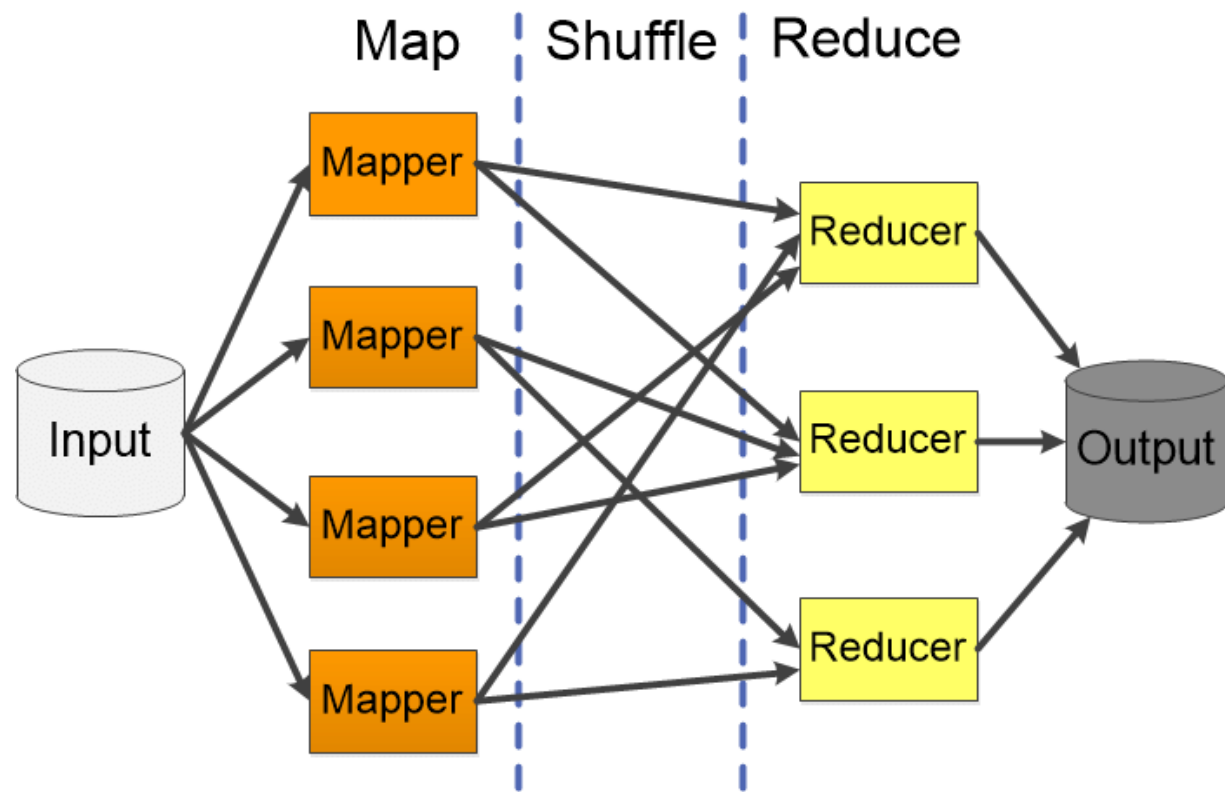 Map
Shuffle
Reduce
Mapper
Mapper
Mapper
Mapper
Reducer
Reducer
Reducer
Input
Output